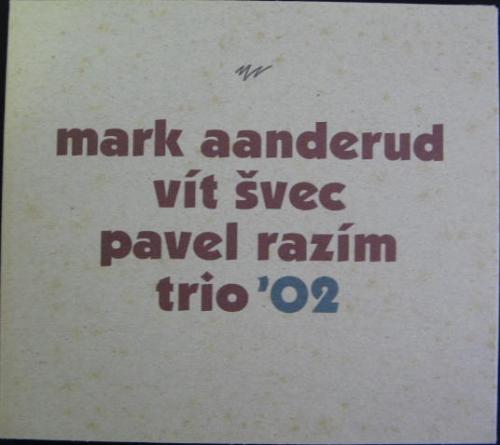 mark aanderud
vít švec
pavel razím
trio '02